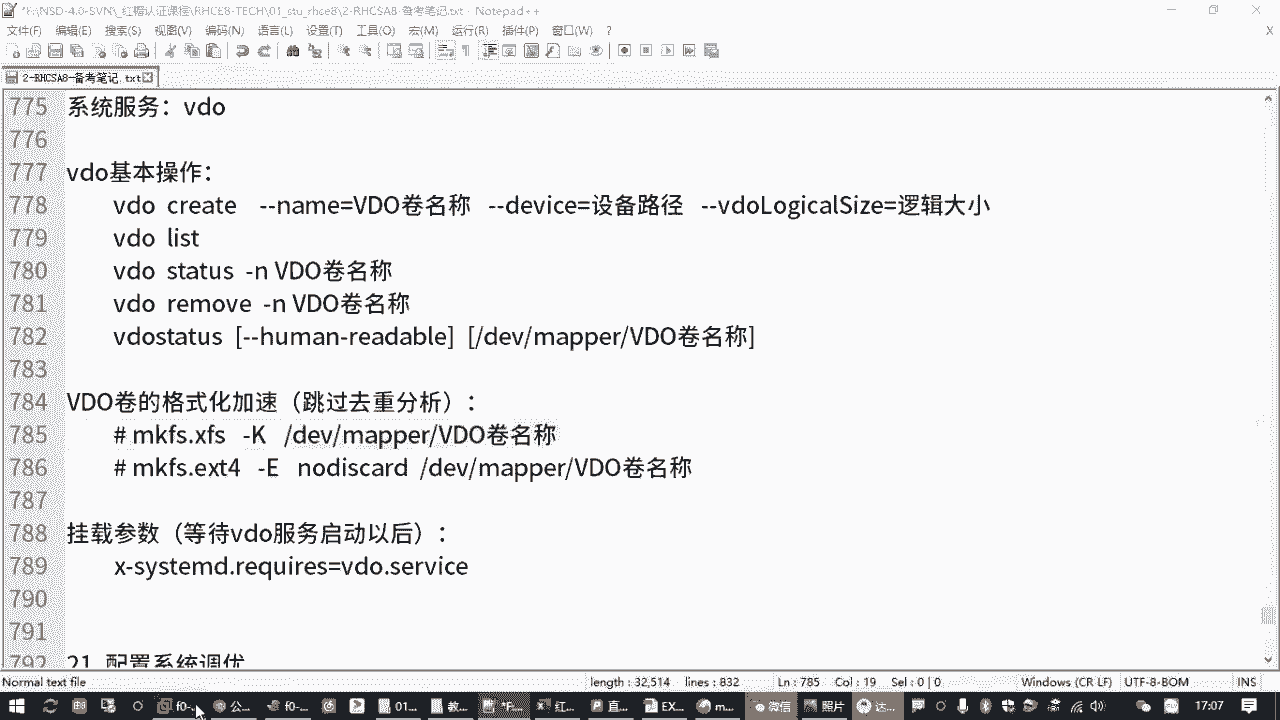 *F:\NSD-4.0-SVN\_红帽认证课程\RHCE8-TECH\01_stu_rhce8\2-RHCSA8-备考笔记.txt - Notepad++
文件(F) 编辑(E) 搜索(S) 视图(V) 编码(N) 语言(L) 设置(T) 工具(O) 宏(M) 运行(R) 插件(P) 窗口(W) ? X
2-RHCSA8-备考笔记.txt
775 系统服务：vdo
776
777 vdo基本操作：
778 vdo create --name=VDO卷名称 --device=设备路径 --vdoLogicalSize=逻辑大小
779 vdo list
780 vdo status -n VDO卷名称
781 vdo remove -n VDO卷名称
782 vdostatus [--human-readable] [/dev/mapper/VDO卷名称]
783
784 VDO卷的格式化加速（跳过去重分析）：
785 # mkfs.xfs -K /dev/mapper/VDO卷名称
786 # mkfs.ext4 -E nodiscard /dev/mapper/VDO卷名称
787
788 挂载参数（等待vdo服务启动以后）：
789 x-systemd.requires=vdo.service
790
791
792 21. 配置系统调优
Normal text file length : 32,514 lines : 832 Ln : 785 Col : 19 Sel : 0 | 0 Windows (CR LF) UTF-8-BOM INS
f0-... 公... f0-... 01... 教... *F:... 红... 直... EX... m... 微信 照片 达... 17:07